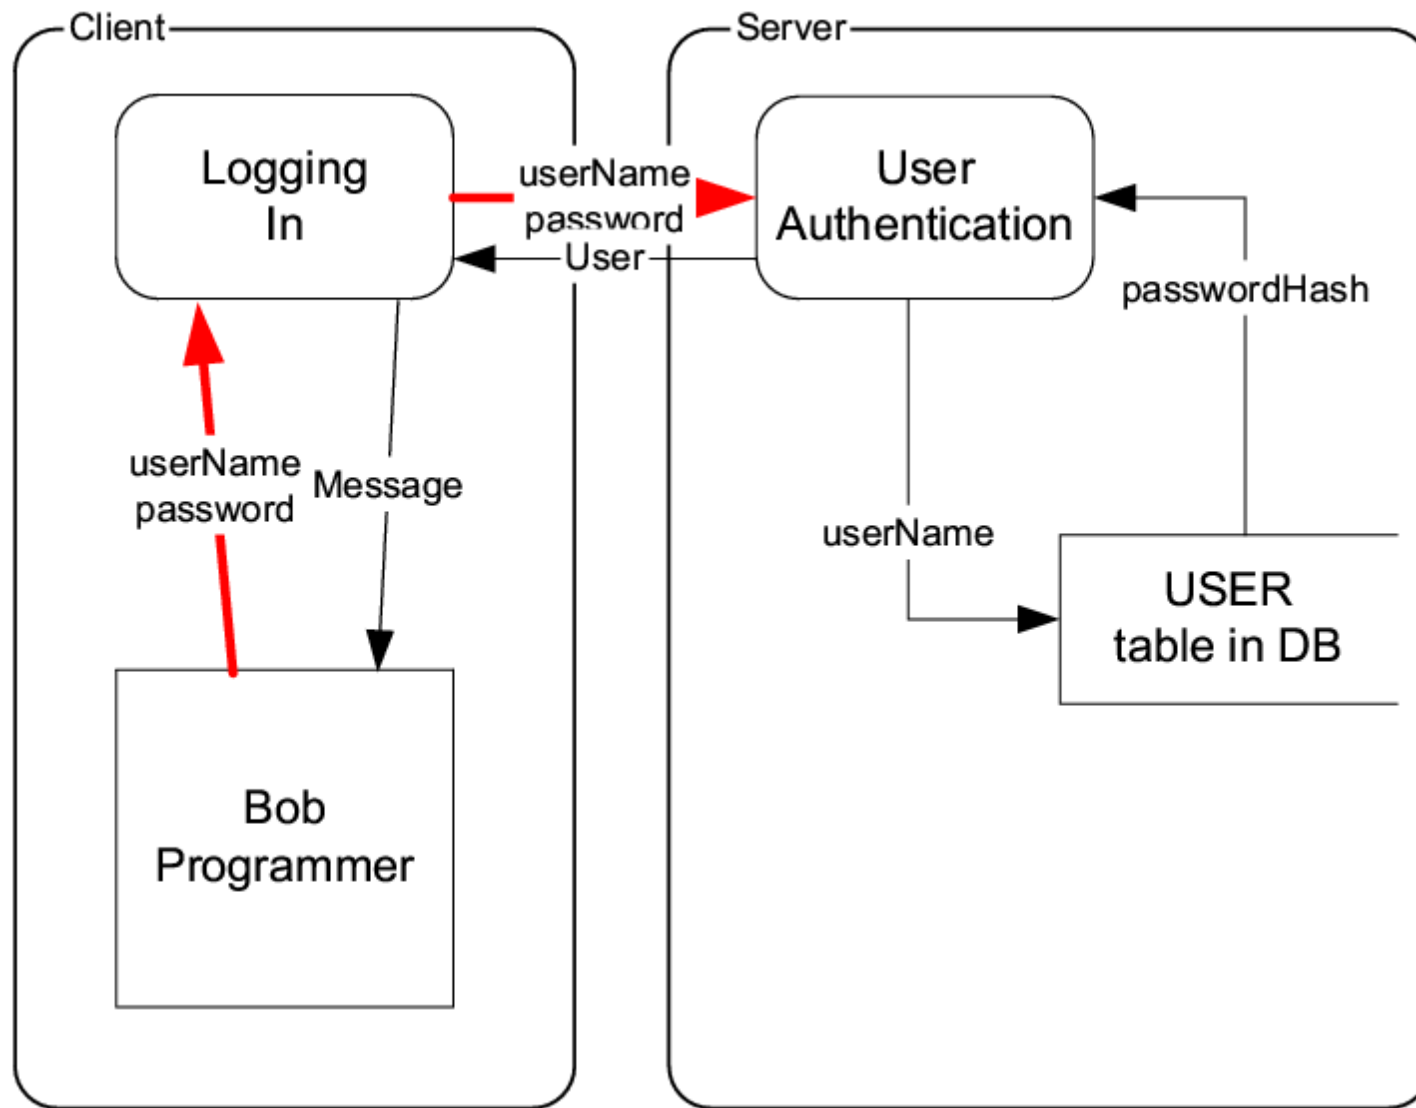 Client
Server
Logging
In
userName
password
User
User
Authentication
passwordHash
userName
password
Message
userName
USER
table in DB
Bob
Programmer